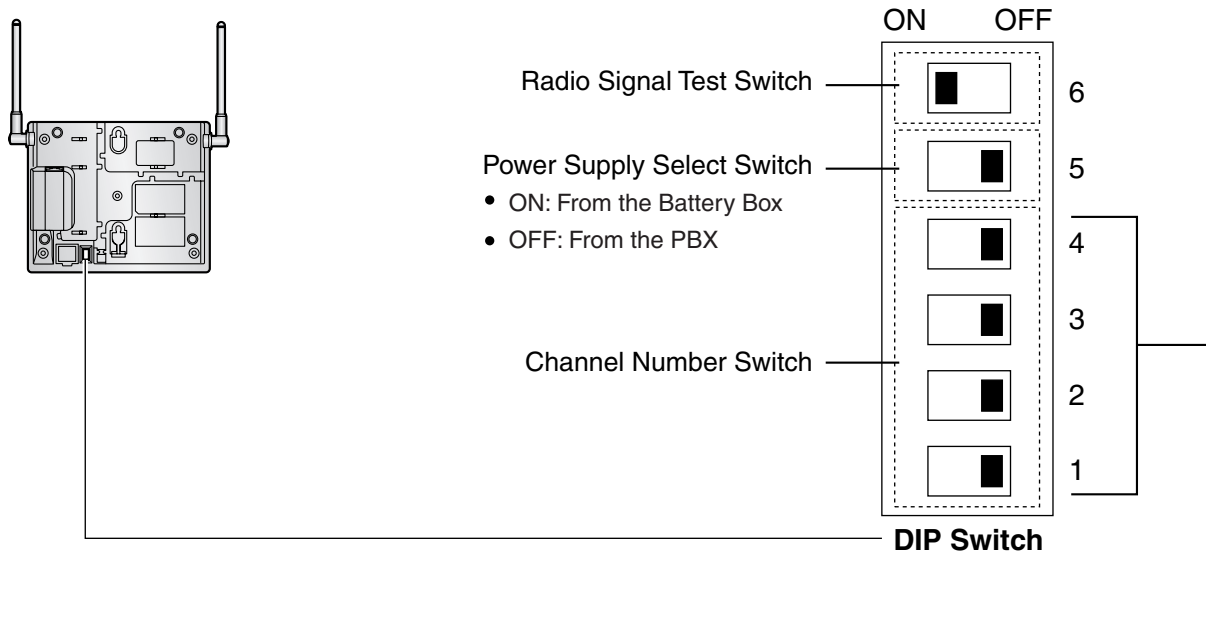 ON OFF
Radio Signal Test Switch
6
Power Supply Select Switch
5
• ON: From the Battery Box
• OFF: From the PBX
4
3
Channel Number Switch
2
1
DIP Switch